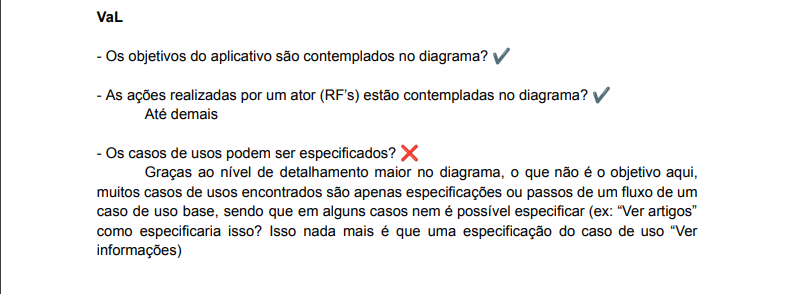 VaL
- Os objetivos do aplicativo são contemplados no diagrama? ✔
- As ações realizadas por um ator (RF's) estão contempladas no diagrama? ✔
Até demais
- Os casos de usos podem ser especificados? ❌
Graças ao nível de detalhamento maior no diagrama, o que não é o objetivo aqui,
muitos casos de usos encontrados são apenas especificações ou passos de um fluxo de um
caso de uso base, sendo que em alguns casos nem é possível especificar (ex: “Ver artigos”
como especificaria isso? Isso nada mais é que uma especificação do caso de uso “Ver
informações)